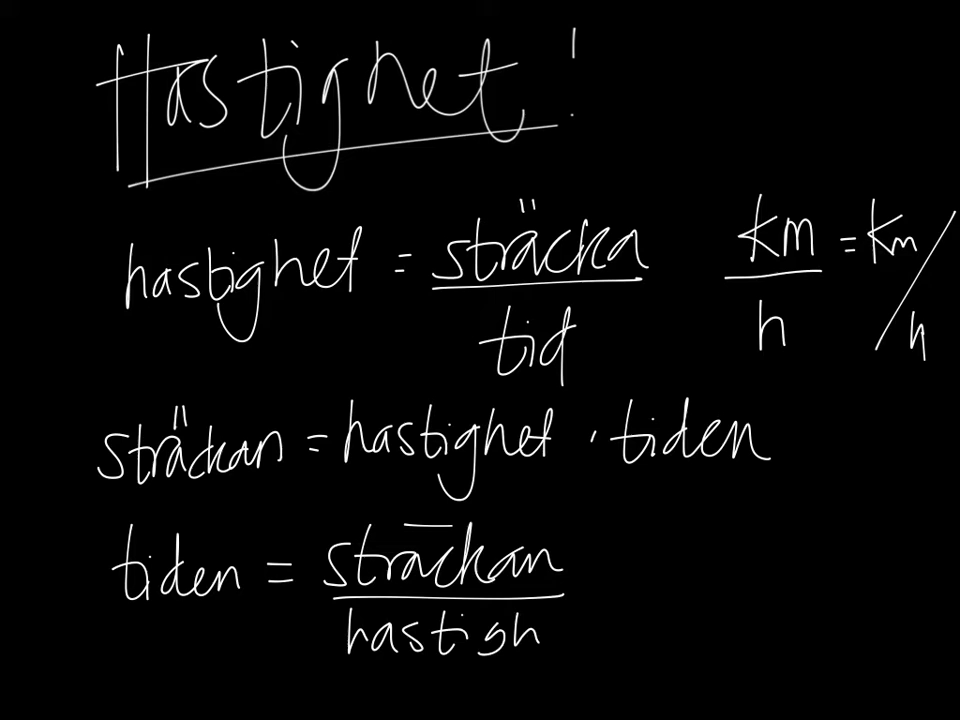 Hastighet!
hastighet = sträcka / tid   km / h = km/h
sträckan = hastighet · tiden
tiden = sträckan / hastigh